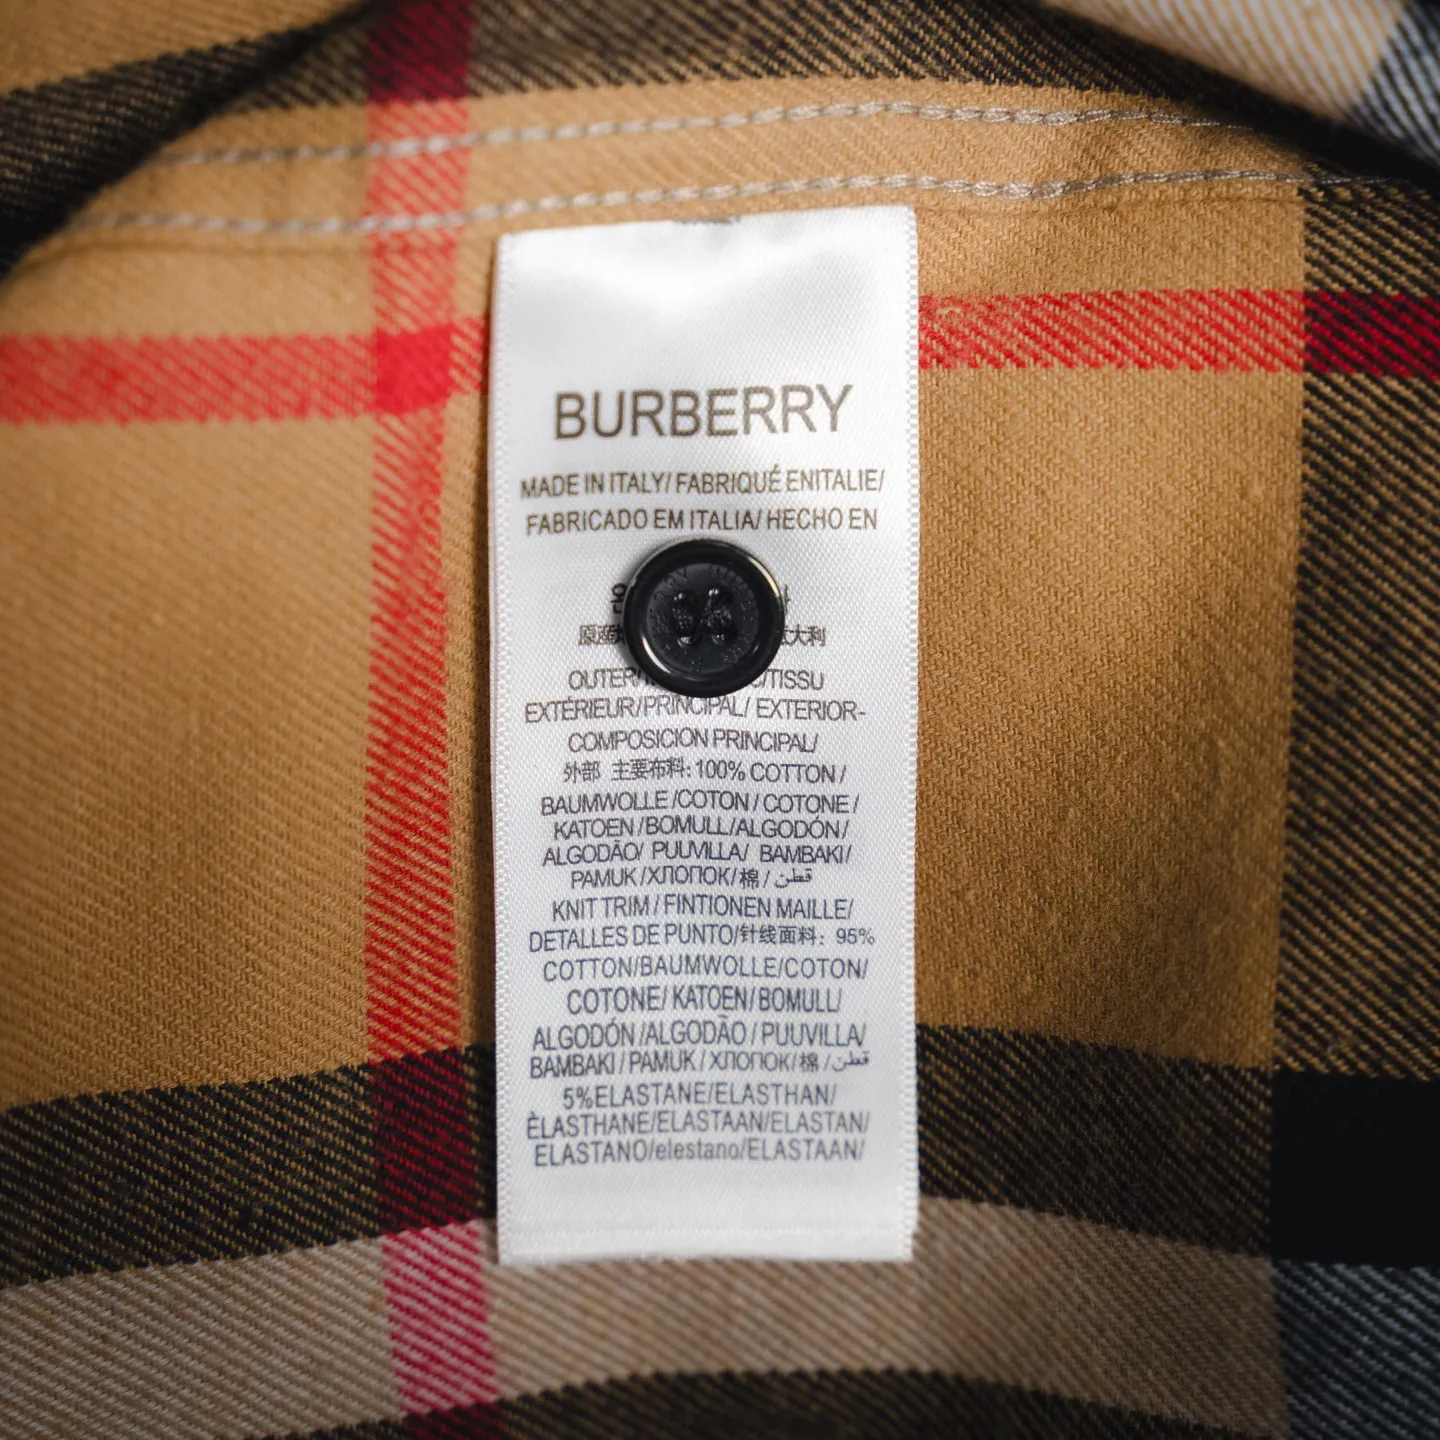 BURBERRY
MADE IN ITALY/ FABRIQUÉ ENITALIE/
FABRICADO EM ITALIA/ HECHO EN
大利
/TISSU
EXTÉRIEUR/PRINCIPAL/ EXTERIOR-
COMPOSICION PRINCIPAL/
外部 主要布料:100% COTTON /
BAUMWOLLE /COTON / COTONE /
KATOEN /BOMULL/ALGODÓN /
ALGODÃO/ PUUVILLA/ BAMBAKI/
PAMUK /ХЛОПОК/棉 / قطن
KNIT TRIM / FINTIONEN MAILLE/
DETALLES DE PUNTO/针线面料: 95%
COTTON/BAUMWOLLE/COTON/
COTONE/ KATOEN/BOMULL/
ALGODÓN /ALGODÃO / PUUVILLA/
BAMBAKI / PAMUK / ХЛОПОК/棉 / قطن
5%ELASTANE/ELASTHAN/
ÈLASTHANE/ELASTAAN/ELASTAN/
ELASTANO/elestano/ELASTAAN/